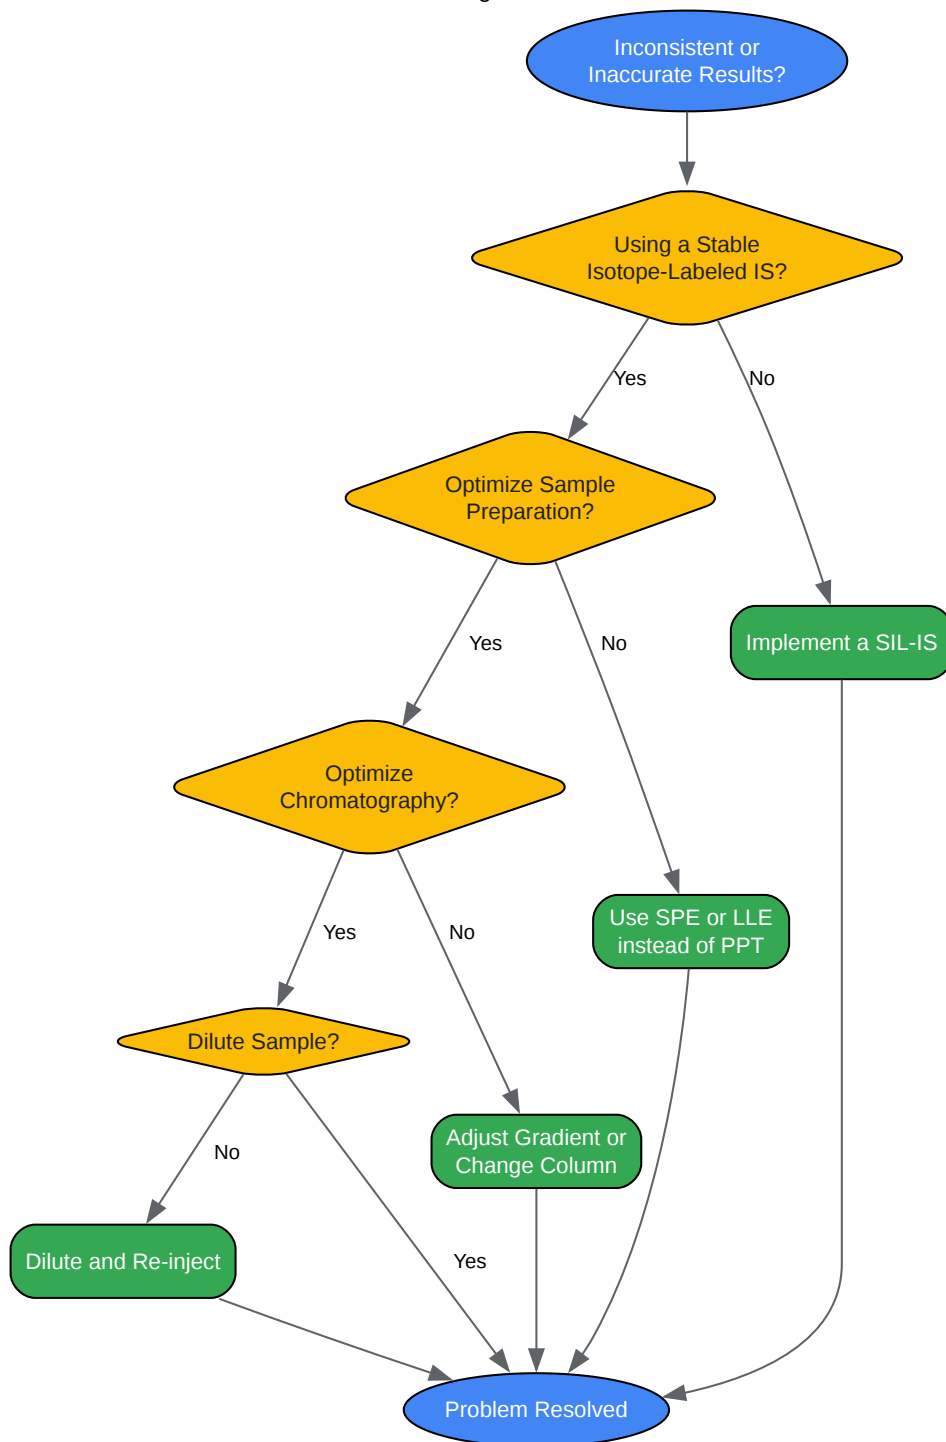 Inconsistent or
Inaccurate Results?
Using a Stable
Isotope-Labeled IS?
Yes
No
Optimize Sample
Preparation?
Yes
No
Implement a SIL-IS
Optimize
Chromatography?
Yes
No
Use SPE or LLE
instead of PPT
Dilute Sample?
No
Adjust Gradient or
Change Column
Yes
Dilute and Re-inject
Problem Resolved